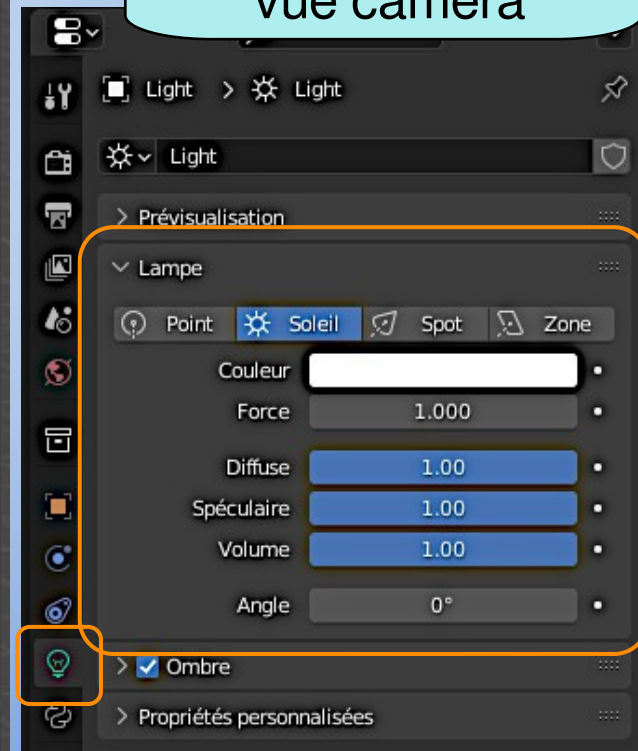 vue caméra
Light > Light
Light
> Prévisualisation
Lampe
Point Soleil Spot Zone
Couleur
Force 1.000
Diffuse 1.00
Spéculaire 1.00
Volume 1.00
Angle 0°
> Ombre
> Propriétés personnalisées